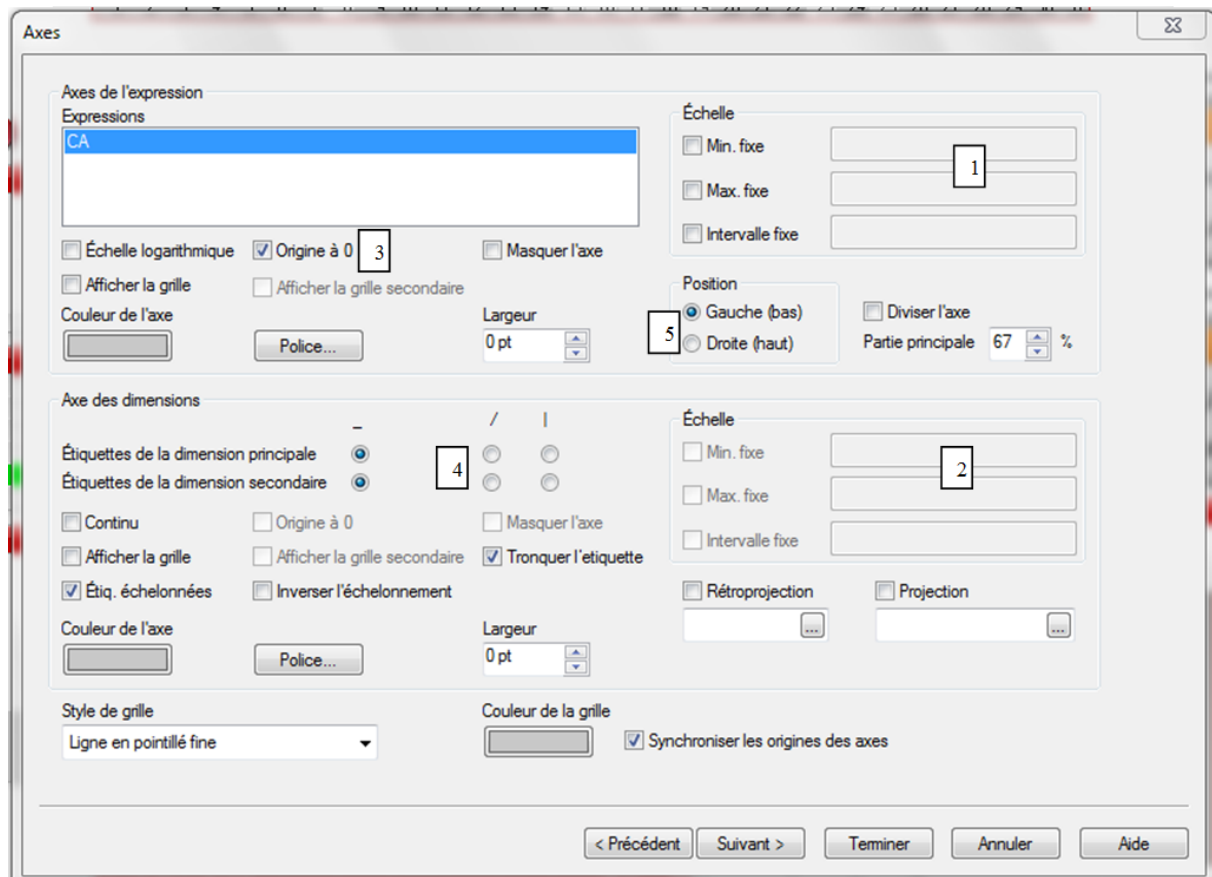 Axes
Axes de l'expression
Expressions
CA
Échelle
Min. fixe
1
Max. fixe
Intervalle fixe
Échelle logarithmique
Origine à 0
3
Masquer l'axe
Afficher la grille
Afficher la grille secondaire
Couleur de l'axe
Police...
Largeur
0 pt
Position
Gauche (bas)
5
Droite (haut)
Diviser l'axe
Partie principale 67 %
Axe des dimensions
_ / |
Étiquettes de la dimension principale
4
Étiquettes de la dimension secondaire
Échelle
Min. fixe
2
Max. fixe
Intervalle fixe
Continu
Origine à 0
Masquer l'axe
Afficher la grille
Afficher la grille secondaire
Tronquer l'etiquette
Étiq. échelonnées
Inverser l'échelonnement
Rétroprojection
...
Projection
...
Couleur de l'axe
Police...
Largeur
0 pt
Style de grille
Ligne en pointillé fine
Couleur de la grille
Synchroniser les origines des axes
< Précédent
Suivant >
Terminer
Annuler
Aide